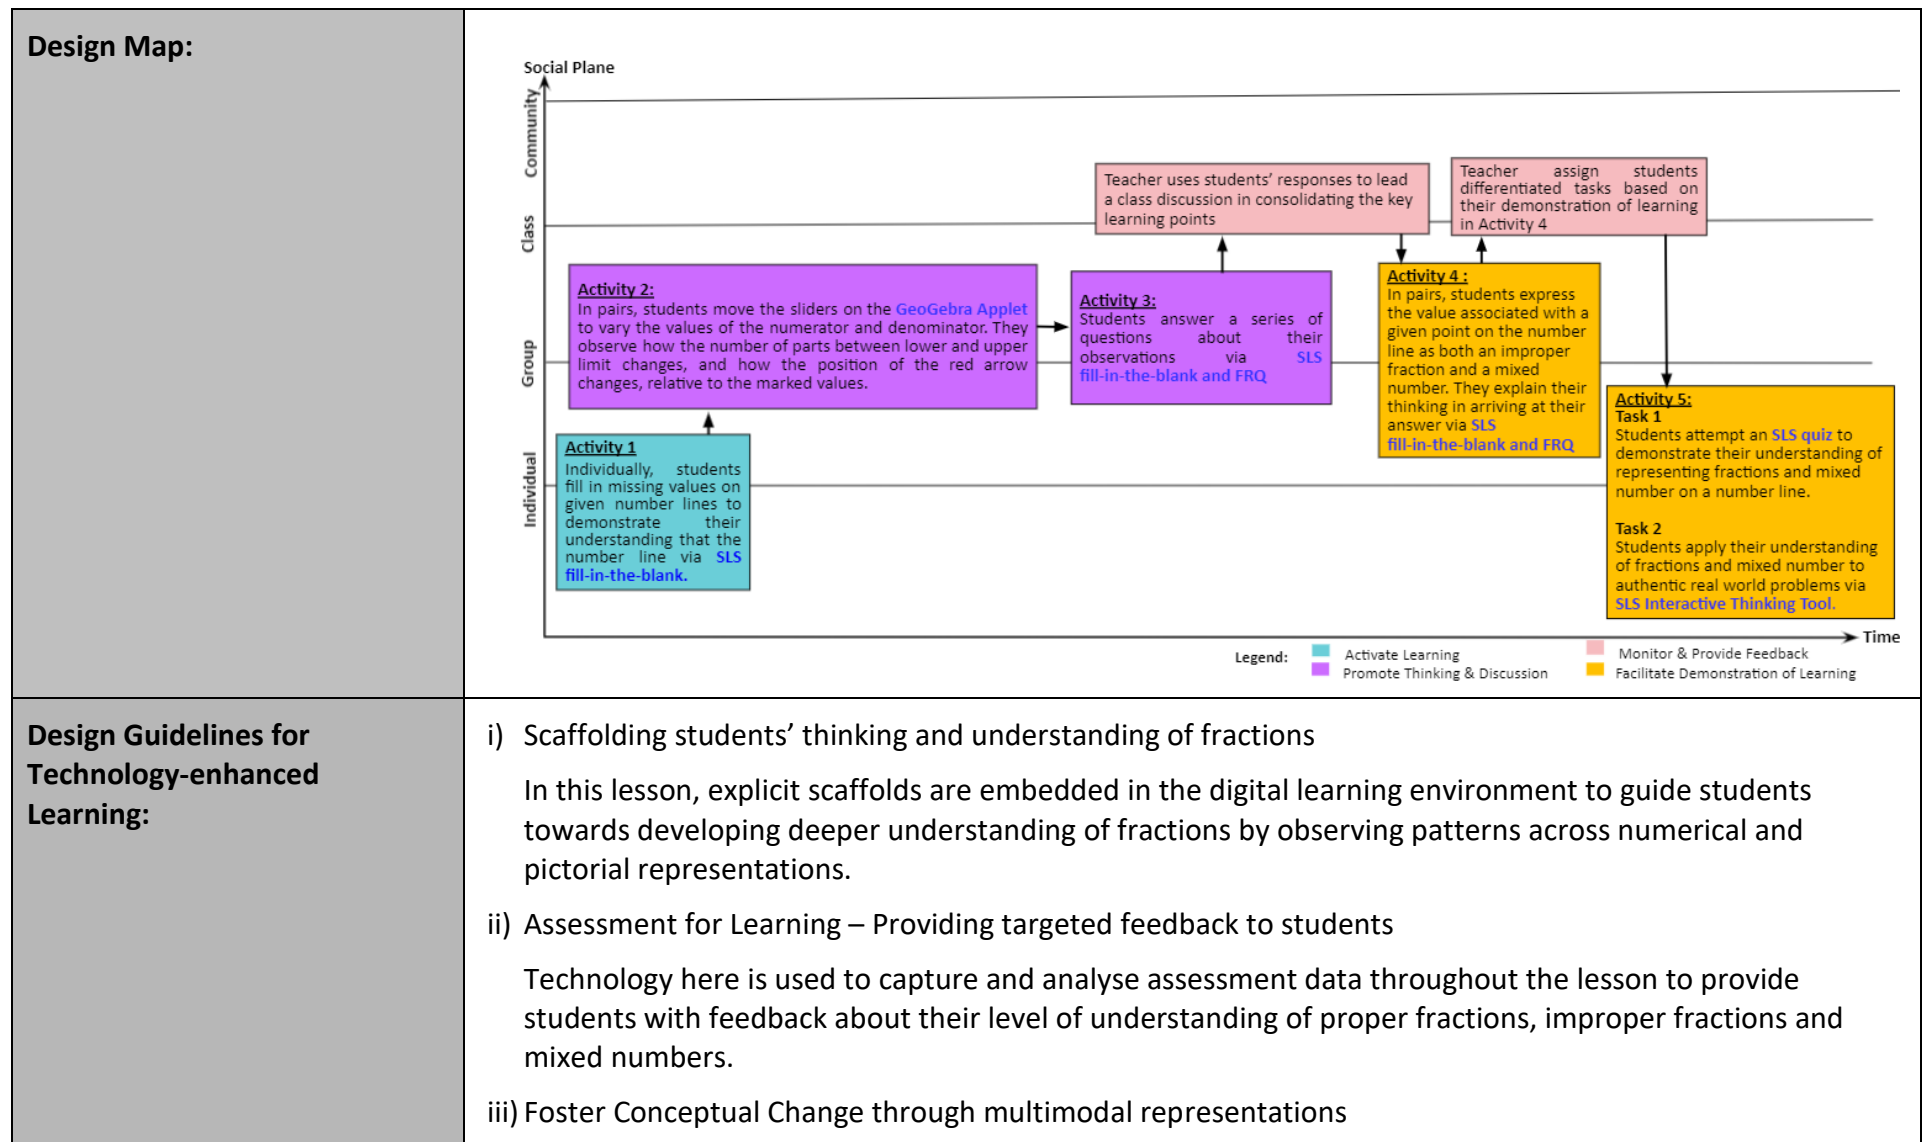 Design Map:
Social Plane
Community
Class
Group
Individual
Teacher uses students' responses to lead
a class discussion in consolidating the key
learning points
Teacher assign students
differentiated tasks based on
their demonstration of learning
in Activity 4
Activity 2:
In pairs, students move the sliders on the GeoGebra Applet
to vary the values of the numerator and denominator. They
observe how the number of parts between lower and upper
limit changes, and how the position of the red arrow
changes, relative to the marked values.
Activity 3:
Students answer a series of
questions about their
observations via SLS
fill-in-the-blank and FRQ
Activity 4 :
In pairs, students express
the value associated with a
given point on the number
line as both an improper
fraction and a mixed
number. They explain their
thinking in arriving at their
answer via SLS
fill-in-the-blank and FRQ
Activity 1
Individually, students
fill in missing values on
given number lines to
demonstrate their
understanding that the
number line via SLS
fill-in-the-blank.
Activity 5:
Task 1
Students attempt an SLS quiz to
demonstrate their understanding of
representing fractions and mixed
number on a number line.
Task 2
Students apply their understanding
of fractions and mixed number to
authentic real world problems via
SLS Interactive Thinking Tool.
Time
Legend:
Activate Learning
Promote Thinking & Discussion
Monitor & Provide Feedback
Facilitate Demonstration of Learning
Design Guidelines for
Technology-enhanced
Learning:
i) Scaffolding students' thinking and understanding of fractions
In this lesson, explicit scaffolds are embedded in the digital learning environment to guide students
towards developing deeper understanding of fractions by observing patterns across numerical and
pictorial representations.
ii) Assessment for Learning – Providing targeted feedback to students
Technology here is used to capture and analyse assessment data throughout the lesson to provide
students with feedback about their level of understanding of proper fractions, improper fractions and
mixed numbers.
iii) Foster Conceptual Change through multimodal representations